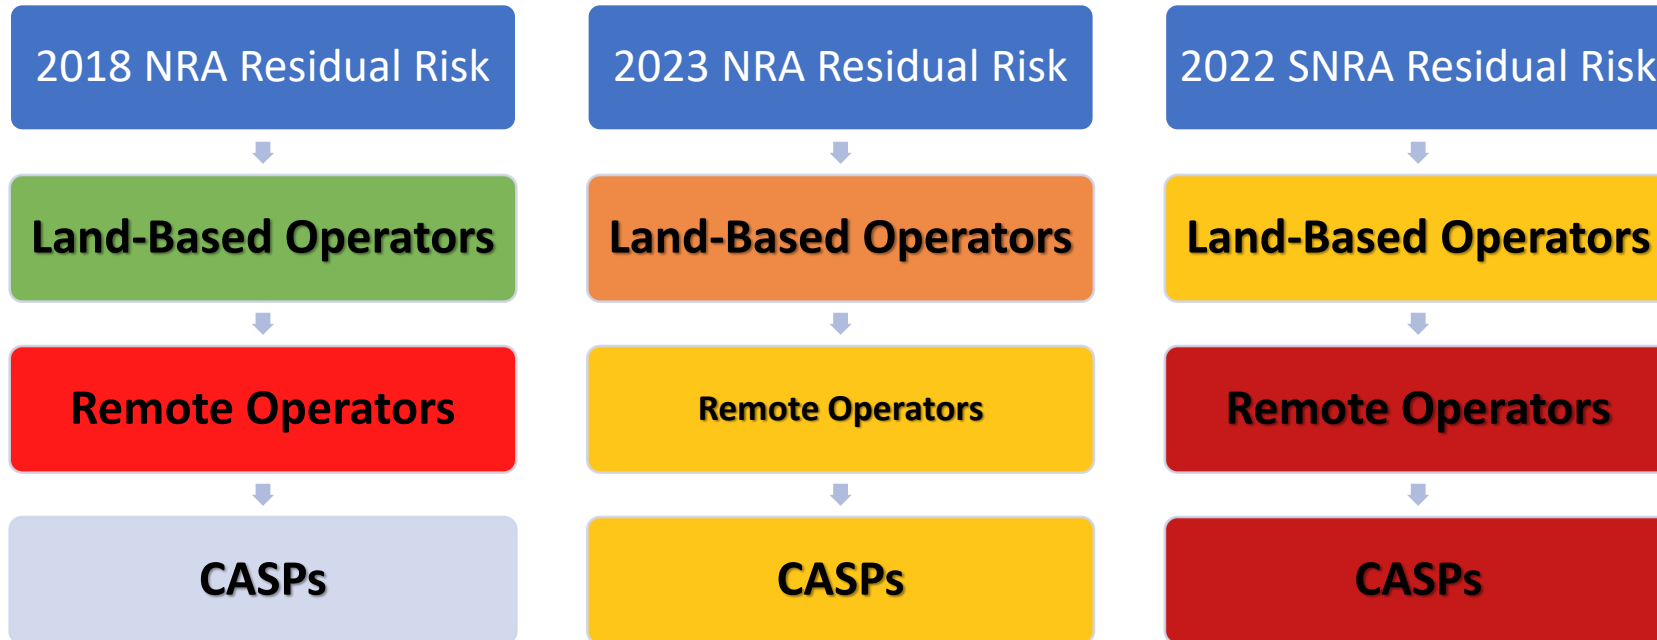 2018 NRA Residual Risk
Land-Based Operators
Remote Operators
CASPs
2023 NRA Residual Risk
Land-Based Operators
Remote Operators
CASPs
2022 SNRA Residual Risk
Land-Based Operators
Remote Operators
CASPs